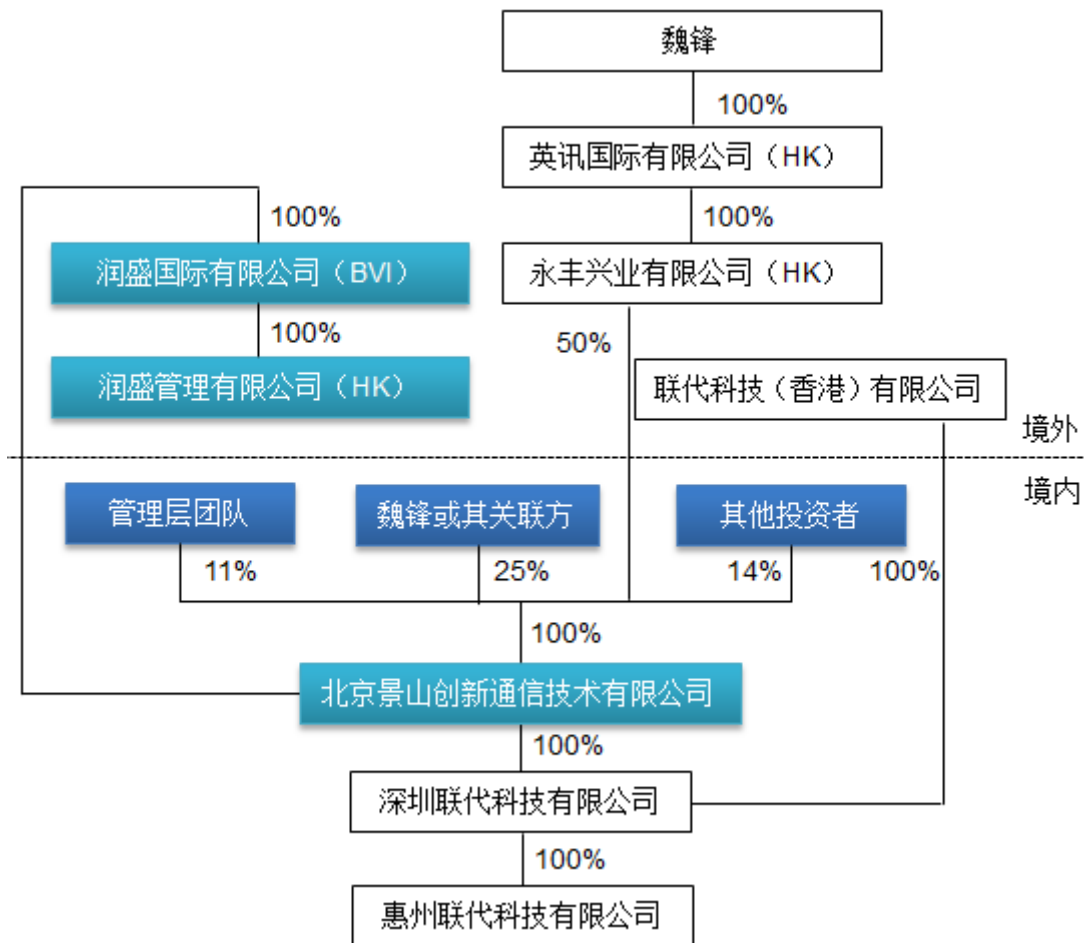 魏锋
100%
英讯国际有限公司（HK）
100%
100%
润盛国际有限公司（BVI）
永丰兴业有限公司（HK）
100%
50%
润盛管理有限公司（HK）
联代科技（香港）有限公司
境外
境内
管理层团队
魏锋或其关联方
其他投资者
11%
25%
14%
100%
100%
北京景山创新通信技术有限公司
100%
深圳联代科技有限公司
100%
惠州联代科技有限公司